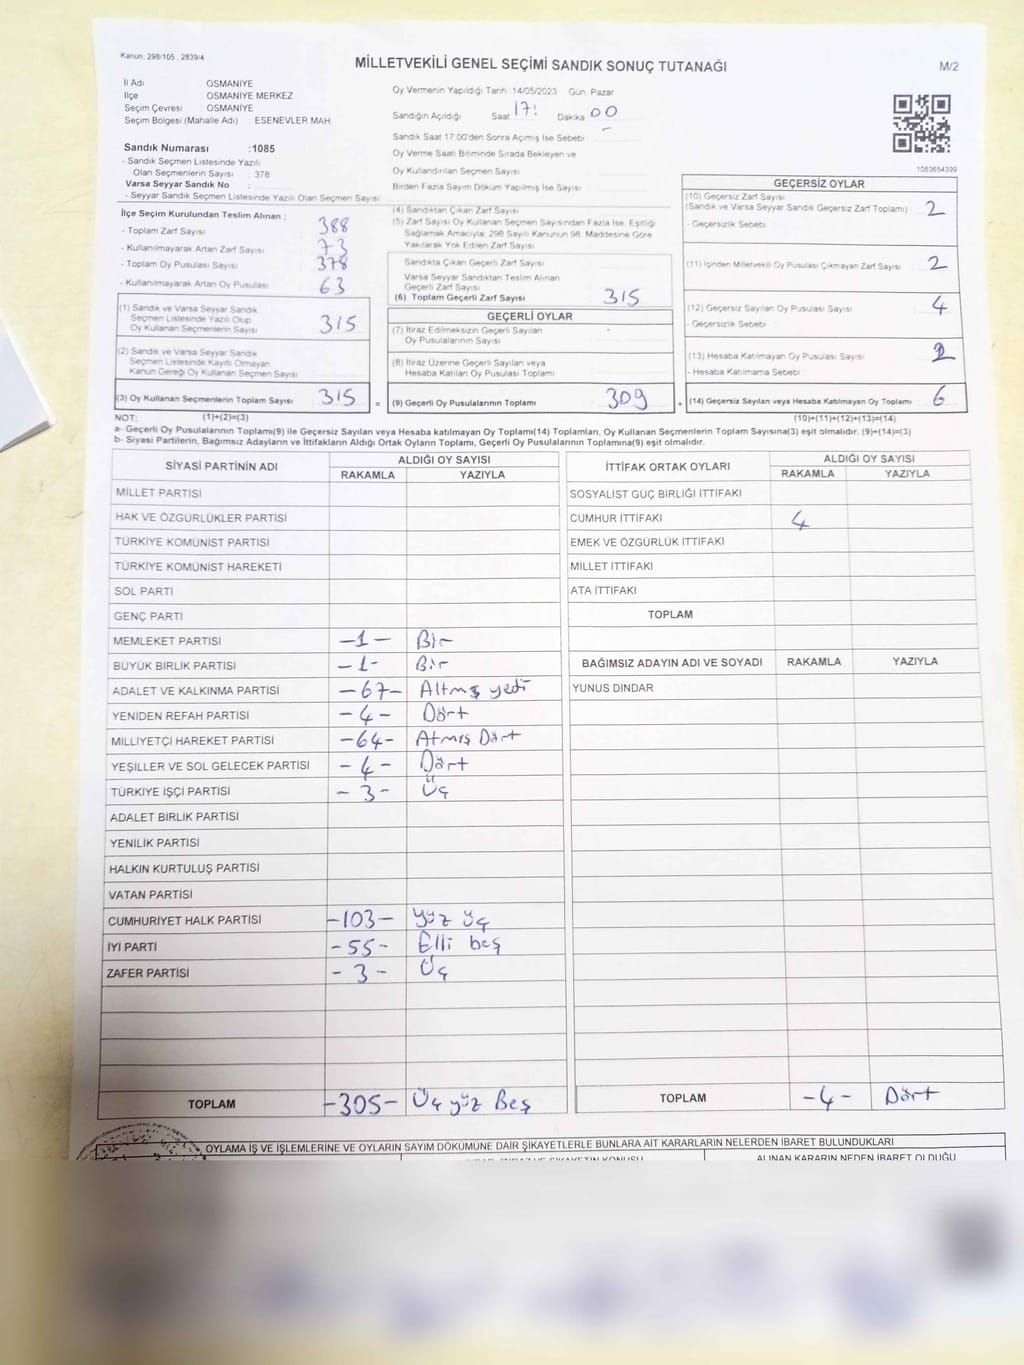 Kanun: 298/105 , 2839/4
MİLLETVEKİLİ GENEL SEÇİMİ SANDIK SONUÇ TUTANAĞI
M/2
İl Adı OSMANİYE
İlçe OSMANİYE MERKEZ
Seçim Çevresi OSMANİYE
Seçim Bölgesi (Mahalle Adı) : ESENEVLER MAH.
Oy Vermenin Yapıldığı Tarih :14/05/2023 Gün: Pazar
Sandığın Açıldığı Saat 17: Dakika 00
Sandık Saat 17:00'den Sonra Açılmış İse Sebebi : -
Oy Verme Saati Bitiminde Sırada Bekleyen ve
Oy Kullandırılan Seçmen Sayısı
Birden Fazla Sayım Döküm Yapılmış İse Sayısı
1083654399
Sandık Numarası :1085
- Sandık Seçmen Listesinde Yazılı
Olan Seçmenlerin Sayısı : 378
Varsa Seyyar Sandık No :
- Seyyar Sandık Seçmen Listesinde Yazılı Olan Seçmen Sayısı
İlçe Seçim Kurulundan Teslim Alınan ;
- Toplam Zarf Sayısı 388
- Kullanılmayarak Artan Zarf Sayısı 73
- Toplam Oy Pusulası Sayısı 378
- Kullanılmayarak Artan Oy Pusulası 63
(1) Sandık ve Varsa Seyyar Sandık
Seçmen Listesinde Yazılı Olup
Oy Kullanan Seçmenlerin Sayısı 315
(2) Sandık ve Varsa Seyyar Sandık
Seçmen Listesinde Kayıtlı Olmayan
Kanun Gereği Oy Kullanan Seçmen Sayısı
(3) Oy Kullanan Seçmenlerin Toplam Sayısı 315 =
(4) Sandıktan Çıkan Zarf Sayısı
(5) Zarf Sayısı Oy Kullanan Seçmen Sayısından Fazla İse, Eşitliği
Sağlamak Amacıyla; 298 Sayılı Kanunun 98. Maddesine Göre
Yakılarak Yok Edilen Zarf Sayısı
Sandıkta Çıkan Geçerli Zarf Sayısı
Varsa Seyyar Sandıktan Teslim Alınan
Geçerli Zarf Sayısı
(6) Toplam Geçerli Zarf Sayısı 315
GEÇERLİ OYLAR
(7) İtiraz Edilmeksizin Geçerli Sayılan
Oy Pusulalarının Sayısı
(8) İtiraz Üzerine Geçerli Sayılan veya
Hesaba Katılan Oy Pusulası Toplamı
(9) Geçerli Oy Pusulalarının Toplamı 309 +
GEÇERSİZ OYLAR
(10) Geçersiz Zarf Sayısı
(Sandık ve Varsa Seyyar Sandık Geçersiz Zarf Toplamı) 2
- Geçersizlik Sebebi
(11) İçinden Milletvekili Oy Pusulası Çıkmayan Zarf Sayısı 2
(12) Geçersiz Sayılan Oy Pusulası Sayısı 4
- Geçersizlik Sebebi
(13) Hesaba Katılmayan Oy Pusulası Sayısı
- Hesaba Katılmama Sebebi
(14) Geçersiz Sayılan veya Hesaba Katılmayan Oy Toplamı 6
NOT: (1)+(2)=(3) (10)+(11)+(12)+(13)=(14)
a- Geçerli Oy Pusulalarının Toplamı(9) ile Geçersiz Sayılan veya Hesaba katılmayan Oy Toplamı(14) Toplamları, Oy Kullanan Seçmenlerin Toplam Sayısına(3) eşit olmalıdır. (9)+(14)=(3)
b- Siyasi Partilerin, Bağımsız Adayların ve İttifakların Aldığı Ortak Oyların Toplamı, Geçerli Oy Pusulalarının Toplamına(9) eşit olmalıdır.
SİYASİ PARTİNİN ADI ALDIĞI OY SAYISI
RAKAMLA YAZIYLA
MİLLET PARTİSİ
HAK VE ÖZGÜRLÜKLER PARTİSİ
TÜRKİYE KOMÜNİST PARTİSİ
TÜRKİYE KOMÜNİST HAREKETİ
SOL PARTİ
GENÇ PARTİ
MEMLEKET PARTİSİ -1- Bir
BÜYÜK BİRLİK PARTİSİ -1- Bir
ADALET VE KALKINMA PARTİSİ -67- Altmış yedi
YENİDEN REFAH PARTİSİ -4- Dört
MİLLİYETÇİ HAREKET PARTİSİ -64- Atmış Dört
YEŞİLLER VE SOL GELECEK PARTİSİ -4- Dört
TÜRKİYE İŞÇİ PARTİSİ -3- Üç
ADALET BİRLİK PARTİSİ
YENİLİK PARTİSİ
HALKIN KURTULUŞ PARTİSİ
VATAN PARTİSİ
CUMHURİYET HALK PARTİSİ -103- yüz üç
İYİ PARTİ -55- Elli beş
ZAFER PARTİSİ -3- Üç
TOPLAM -305- Üç yüz Beş
İTTİFAK ORTAK OYLARI ALDIĞI OY SAYISI
RAKAMLA YAZIYLA
SOSYALİST GÜÇ BİRLİĞİ İTTİFAKI
CUMHUR İTTİFAKI 4
EMEK VE ÖZGÜRLÜK İTTİFAKI
MİLLET İTTİFAKI
ATA İTTİFAKI
TOPLAM
BAĞIMSIZ ADAYIN ADI VE SOYADI RAKAMLA YAZIYLA
YUNUS DİNDAR
TOPLAM -4- Dört
OYLAMA İŞ VE İŞLEMLERİNE VE OYLARIN SAYIM DÖKÜMÜNE DAİR ŞİKAYETLERLE BUNLARA AİT KARARLARIN NELERDEN İBARET BULUNDUKLARI
ALINAN KARARIN NEDEN İBARET OLDUĞU